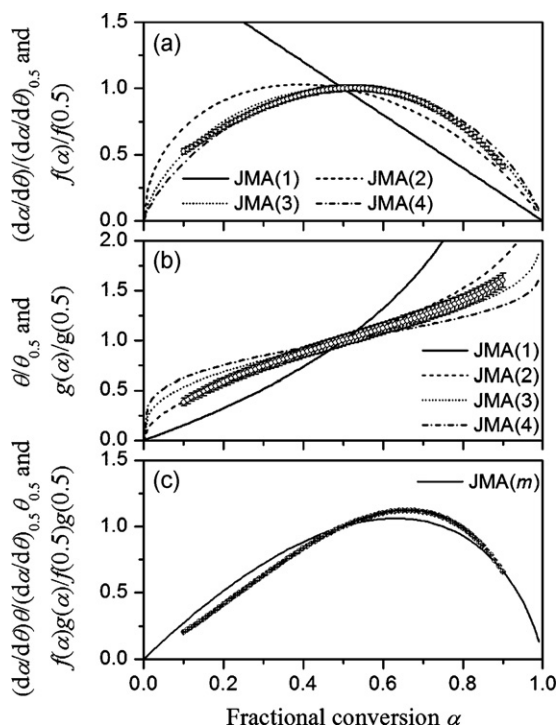 (dα/dθ)/(dα/dθ)0.5 and
f(α)/f(0.5)
1.5
1.0
0.5
0.0
(a)
JMA(1) JMA(2)
JMA(3) JMA(4)
θ/θ0.5 and
g(α)/g(0.5)
2.0
1.5
1.0
0.5
0.0
(b)
JMA(1)
JMA(2)
JMA(3)
JMA(4)
(dα/dθ)θ/(dα/dθ)0.5 θ0.5 and
f(α)g(α)/f(0.5)g(0.5)
1.5
1.0
0.5
0.0
(c)
JMA(m)
0.0 0.2 0.4 0.6 0.8 1.0
Fractional conversion α